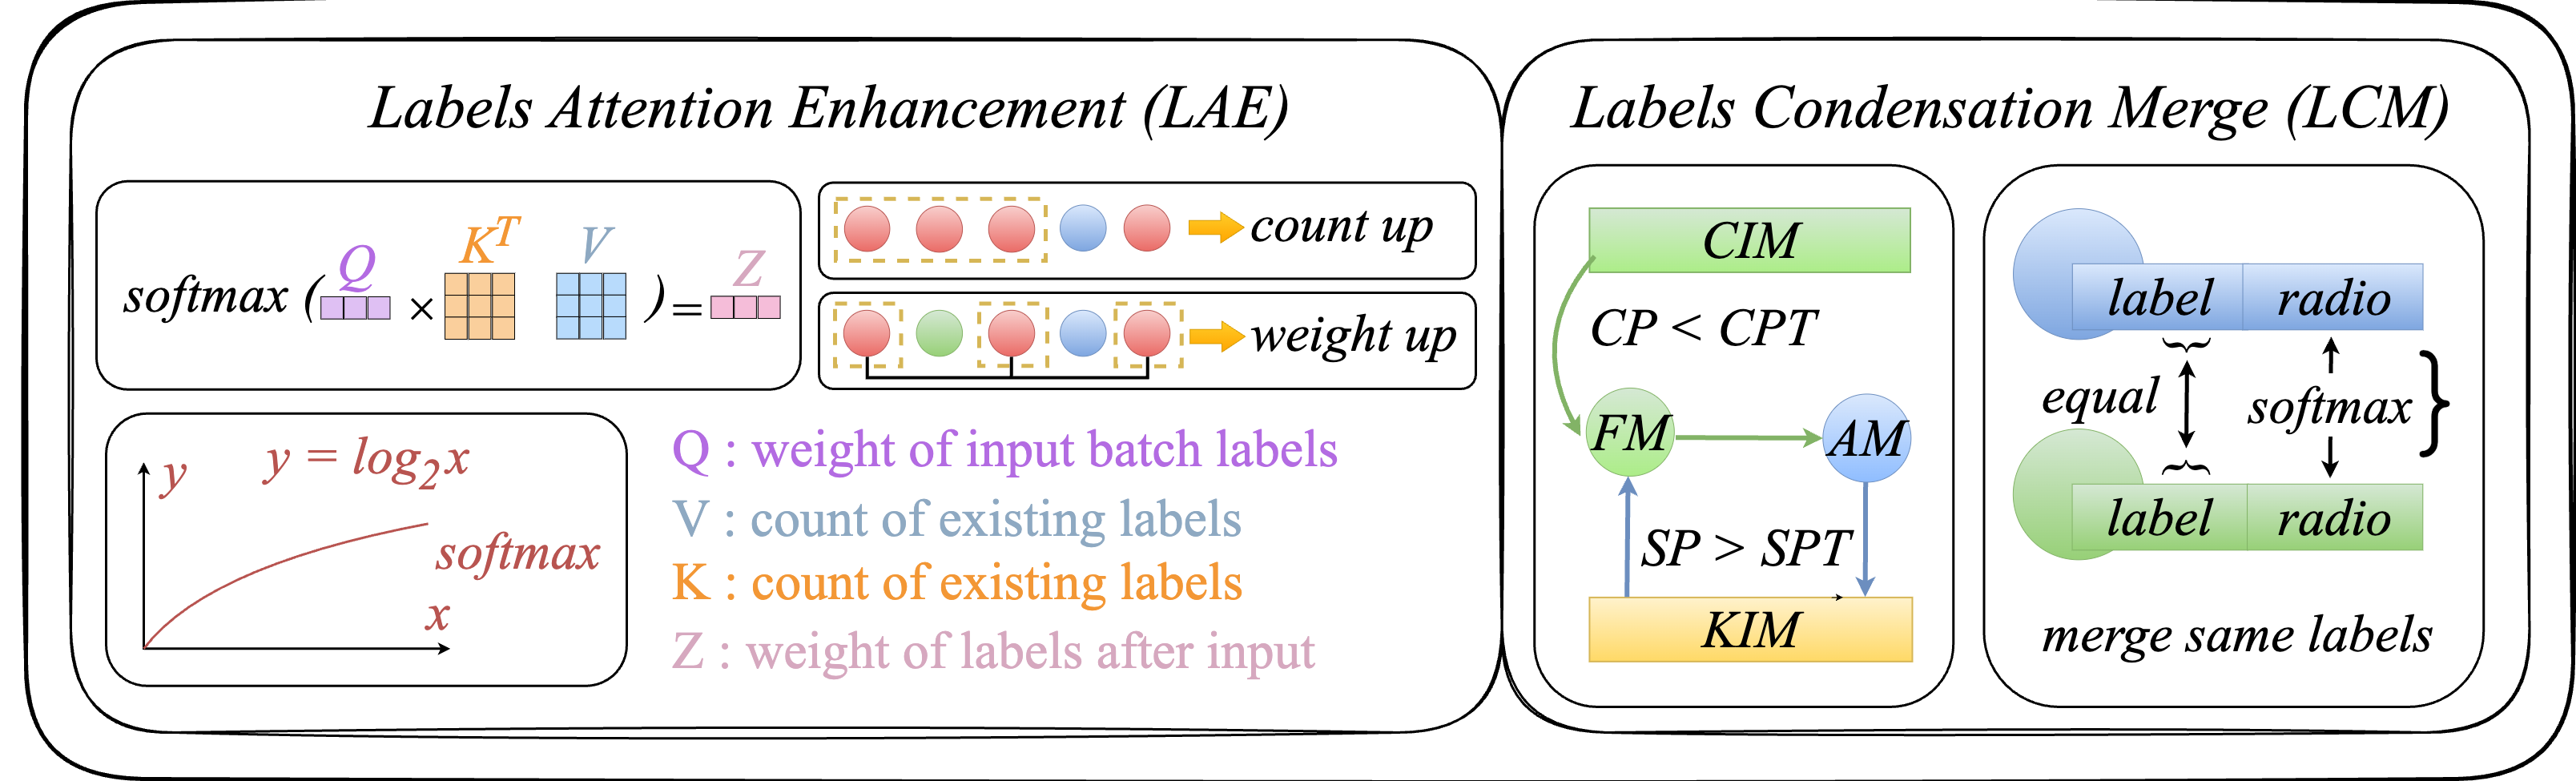 Labels Attention Enhancement (LAE)
softmax ( Q × K^T V ) = Z
count up
weight up
y
y = log₂x
softmax
x
Q : weight of input batch labels
V : count of existing labels
K : count of existing labels
Z : weight of labels after input
Labels Condensation Merge (LCM)
CIM
CP < CPT
FM
AM
SP > SPT
KIM
label radio
equal
softmax
}
label radio
merge same labels